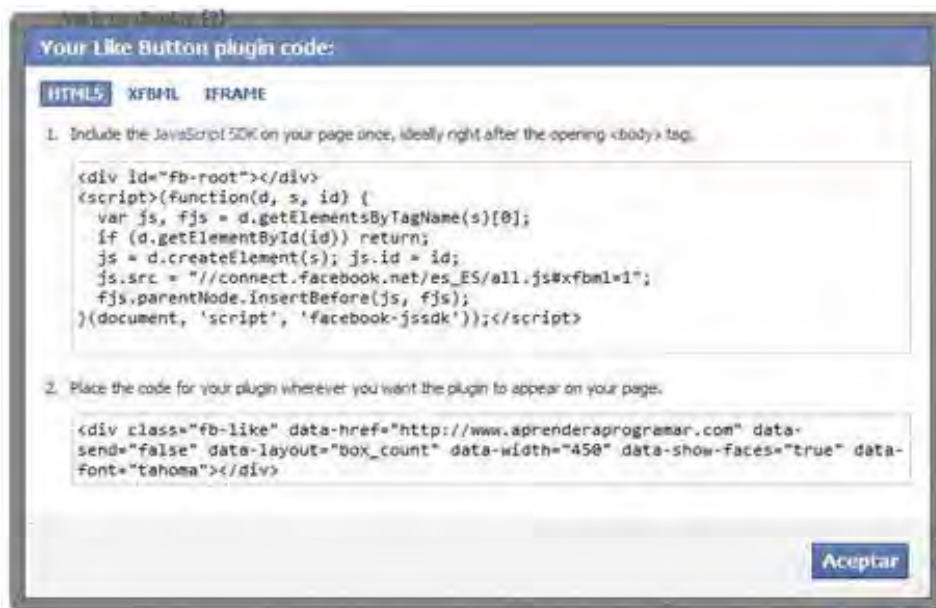 Your Like Button plugin code:
HTML5 XFBML IFRAME
1. Include the JavaScript SDK on your page once, ideally right after the opening <body> tag.
<div id="fb-root"></div>
<script>(function(d, s, id) {
  var js, fjs = d.getElementsByTagName(s)[0];
  if (d.getElementById(id)) return;
  js = d.createElement(s); js.id = id;
  js.src = "//connect.facebook.net/es_ES/all.js#xfbml=1";
  fjs.parentNode.insertBefore(js, fjs);
}(document, 'script', 'facebook-jssdk'));</script>
2. Place the code for your plugin wherever you want the plugin to appear on your page.
<div class="fb-like" data-href="http://www.aprenderaprogramar.com" data-
send="false" data-layout="box_count" data-width="450" data-show-faces="true" data-
font="tahoma"></div>
Aceptar